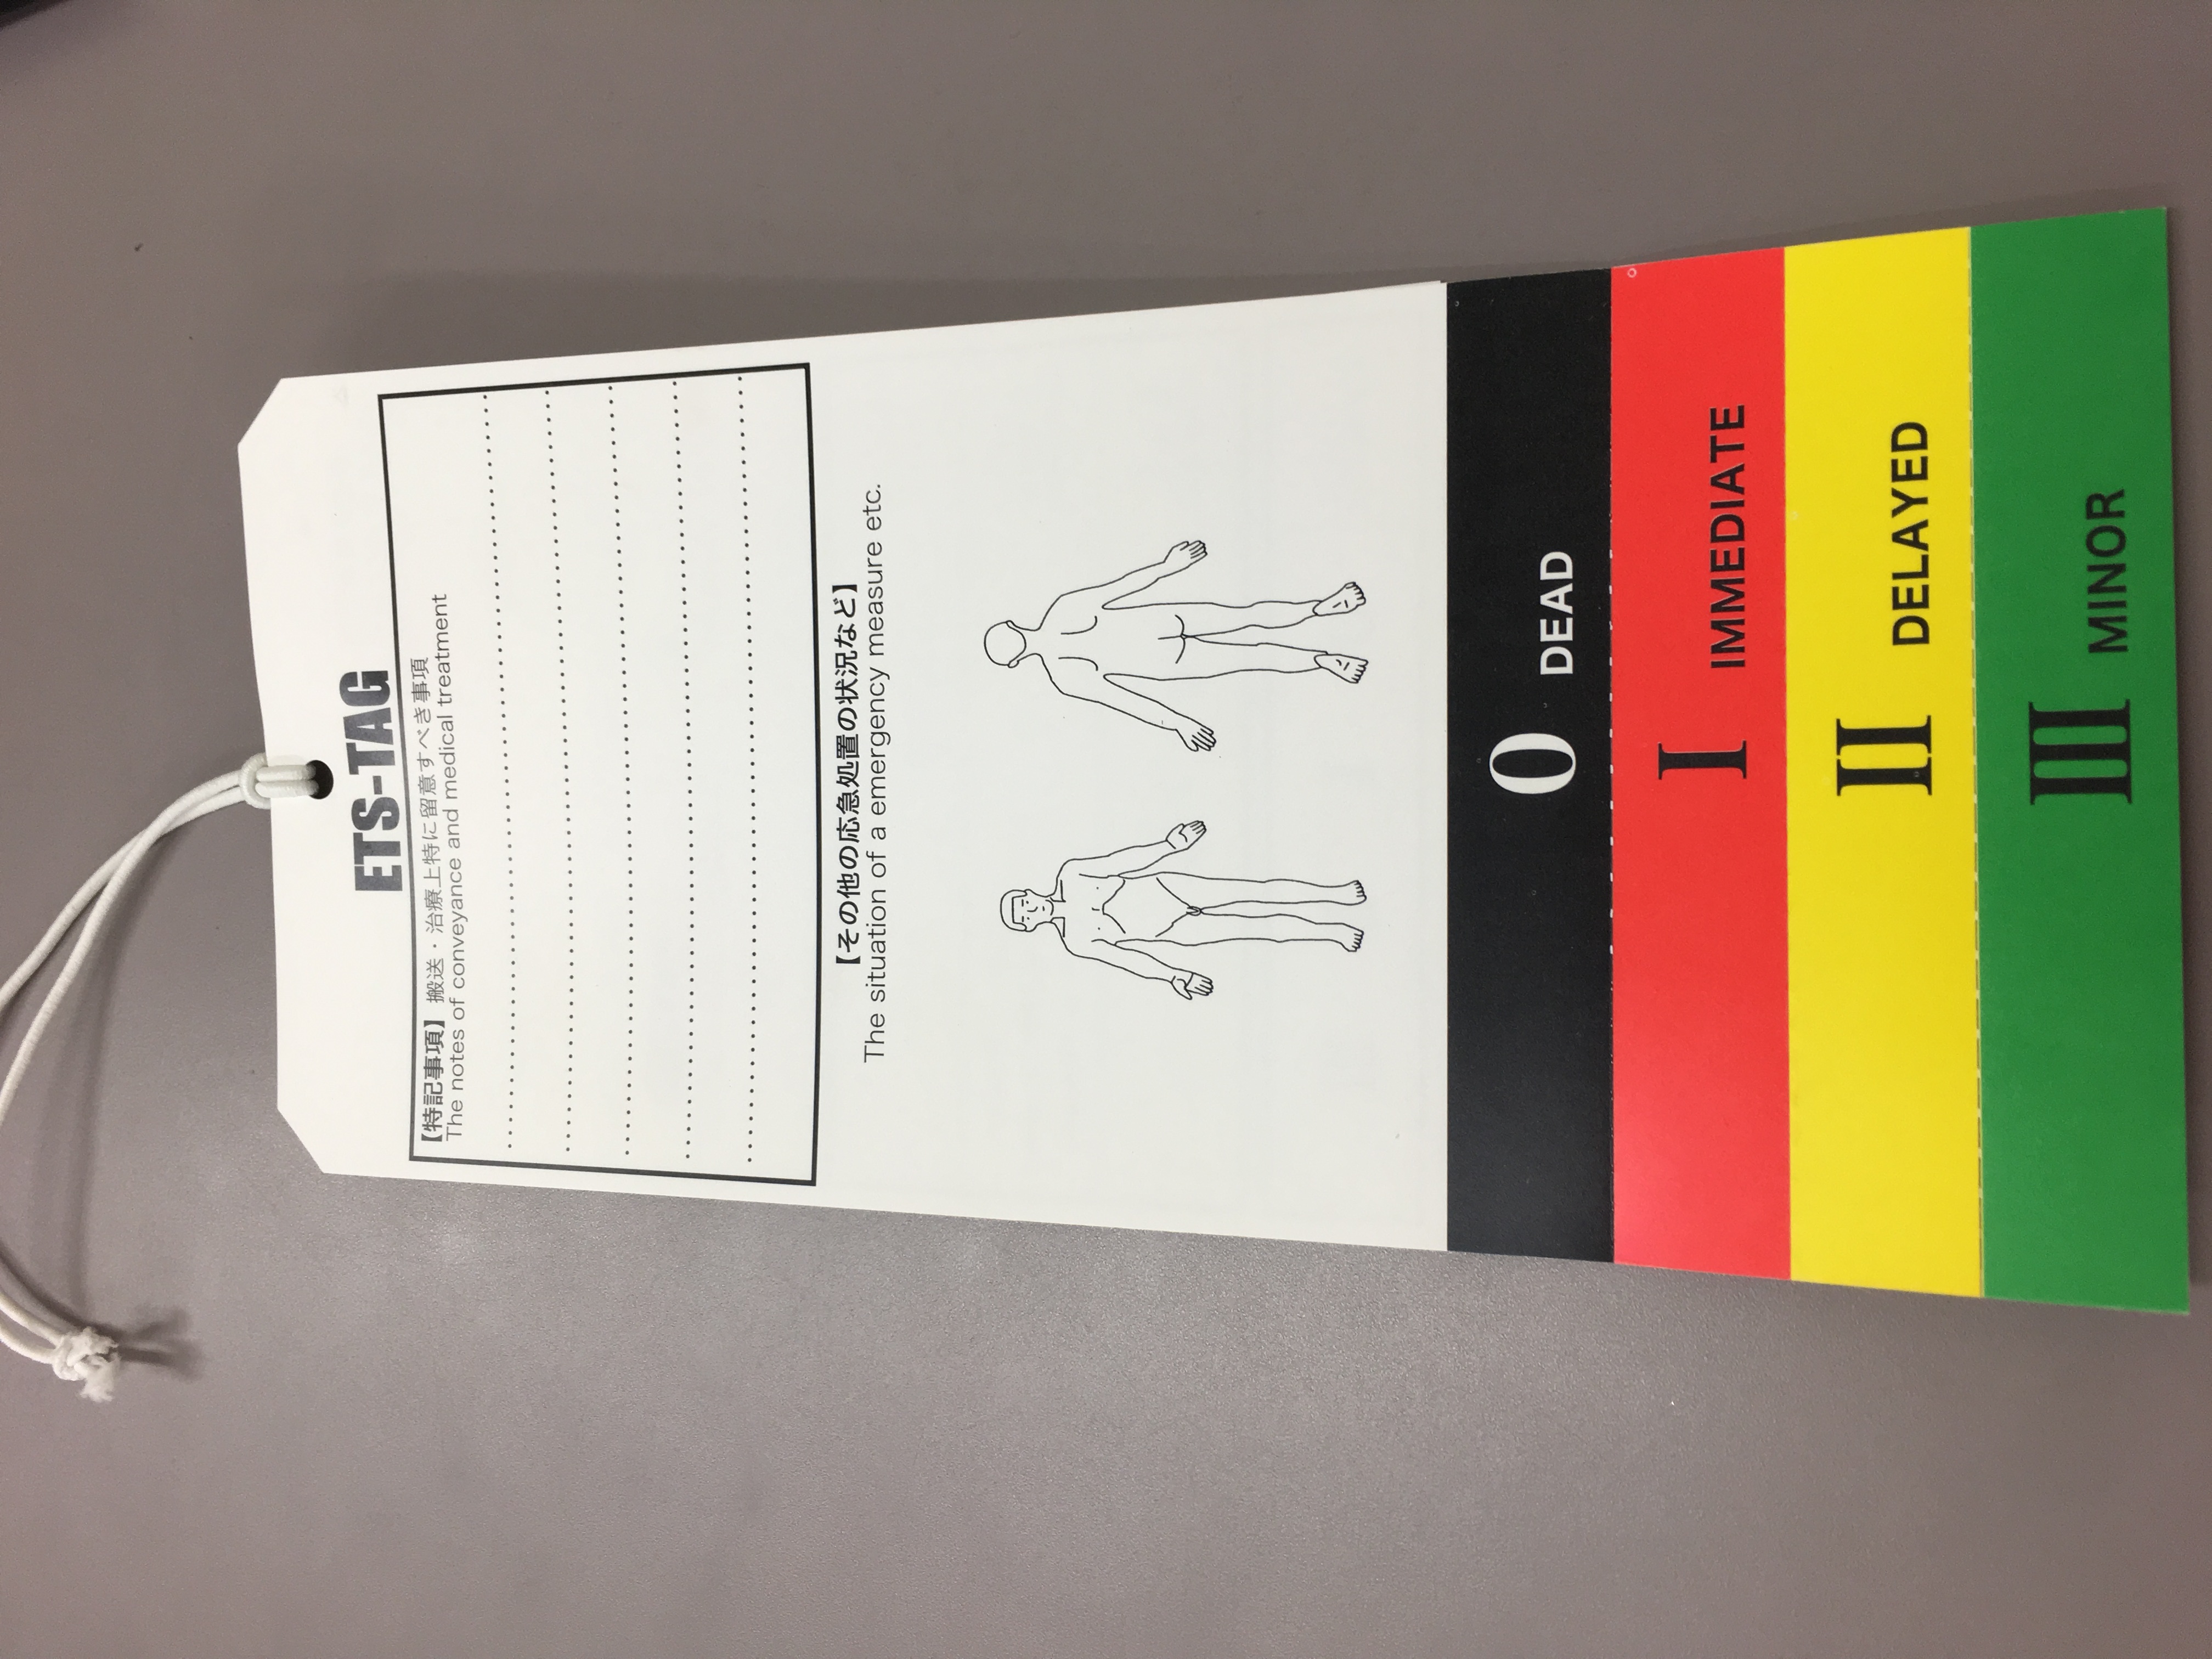 ETS-TAG
【特記事項】 搬送・治療上特に留意すべき事項
The notes of conveyance and medical treatment
【その他の応急処置の状況など】
The situation of a emergency measure etc.
0 DEAD
I IMMEDIATE
II DELAYED
III MINOR